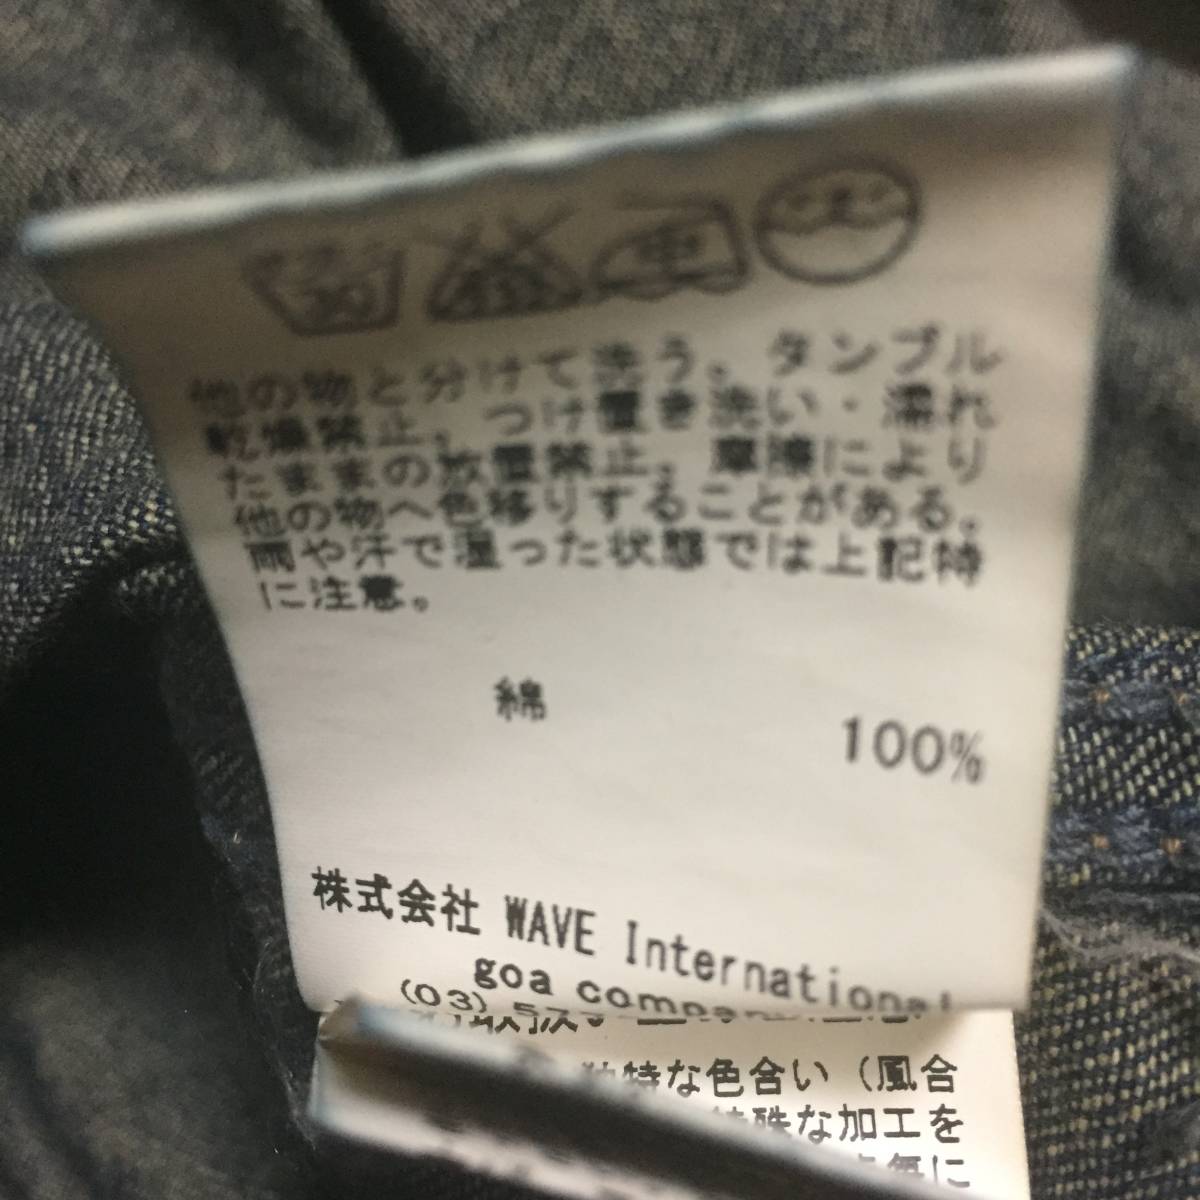 他の物と分けて洗う。タンブル
乾燥禁止。つけ置き洗い・濡れ
たままの放置禁止。摩擦により
他の物へ色移りすることがある。
雨や汗で湿った状態では上記特
に注意。
綿
100%
株式会社 WAVE International
goa company
(03)
独特な色合い（風合
特殊な加工を